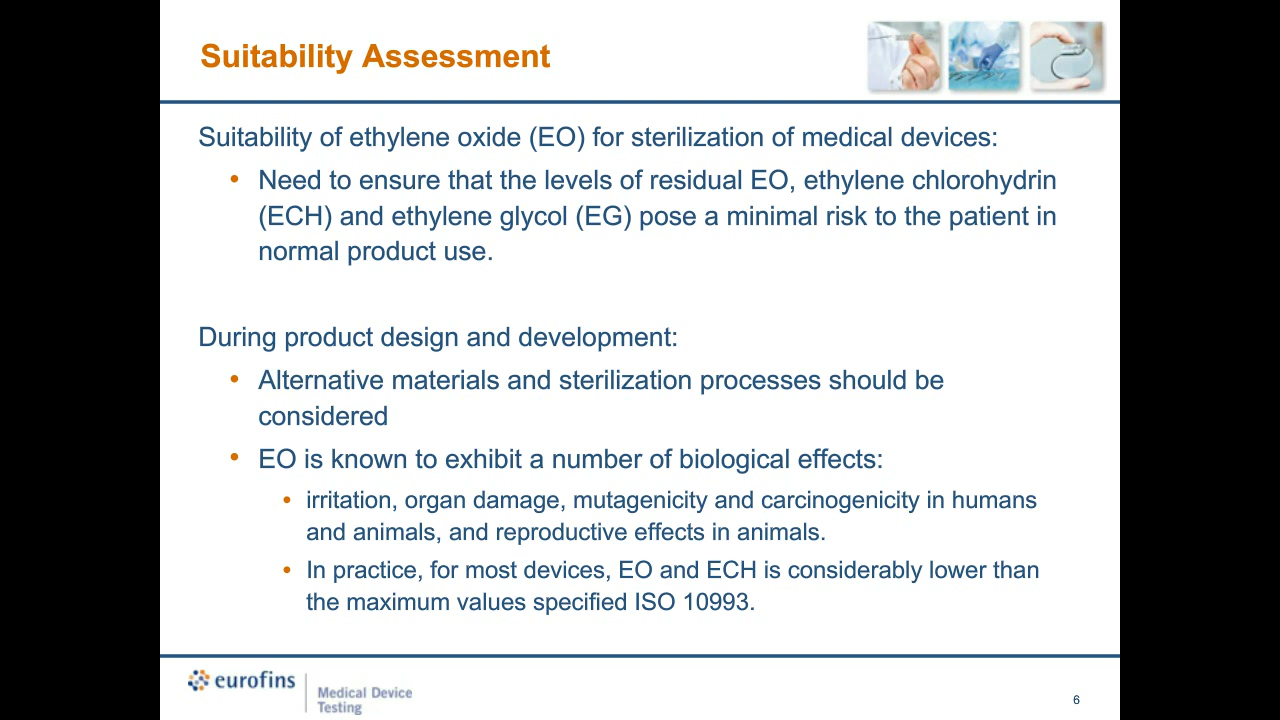 Suitability Assessment
Suitability of ethylene oxide (EO) for sterilization of medical devices:
• Need to ensure that the levels of residual EO, ethylene chlorohydrin
(ECH) and ethylene glycol (EG) pose a minimal risk to the patient in
normal product use.
During product design and development:
• Alternative materials and sterilization processes should be
considered
• EO is known to exhibit a number of biological effects:
• irritation, organ damage, mutagenicity and carcinogenicity in humans
and animals, and reproductive effects in animals.
• In practice, for most devices, EO and ECH is considerably lower than
the maximum values specified ISO 10993.
eurofins
Medical Device
Testing
6